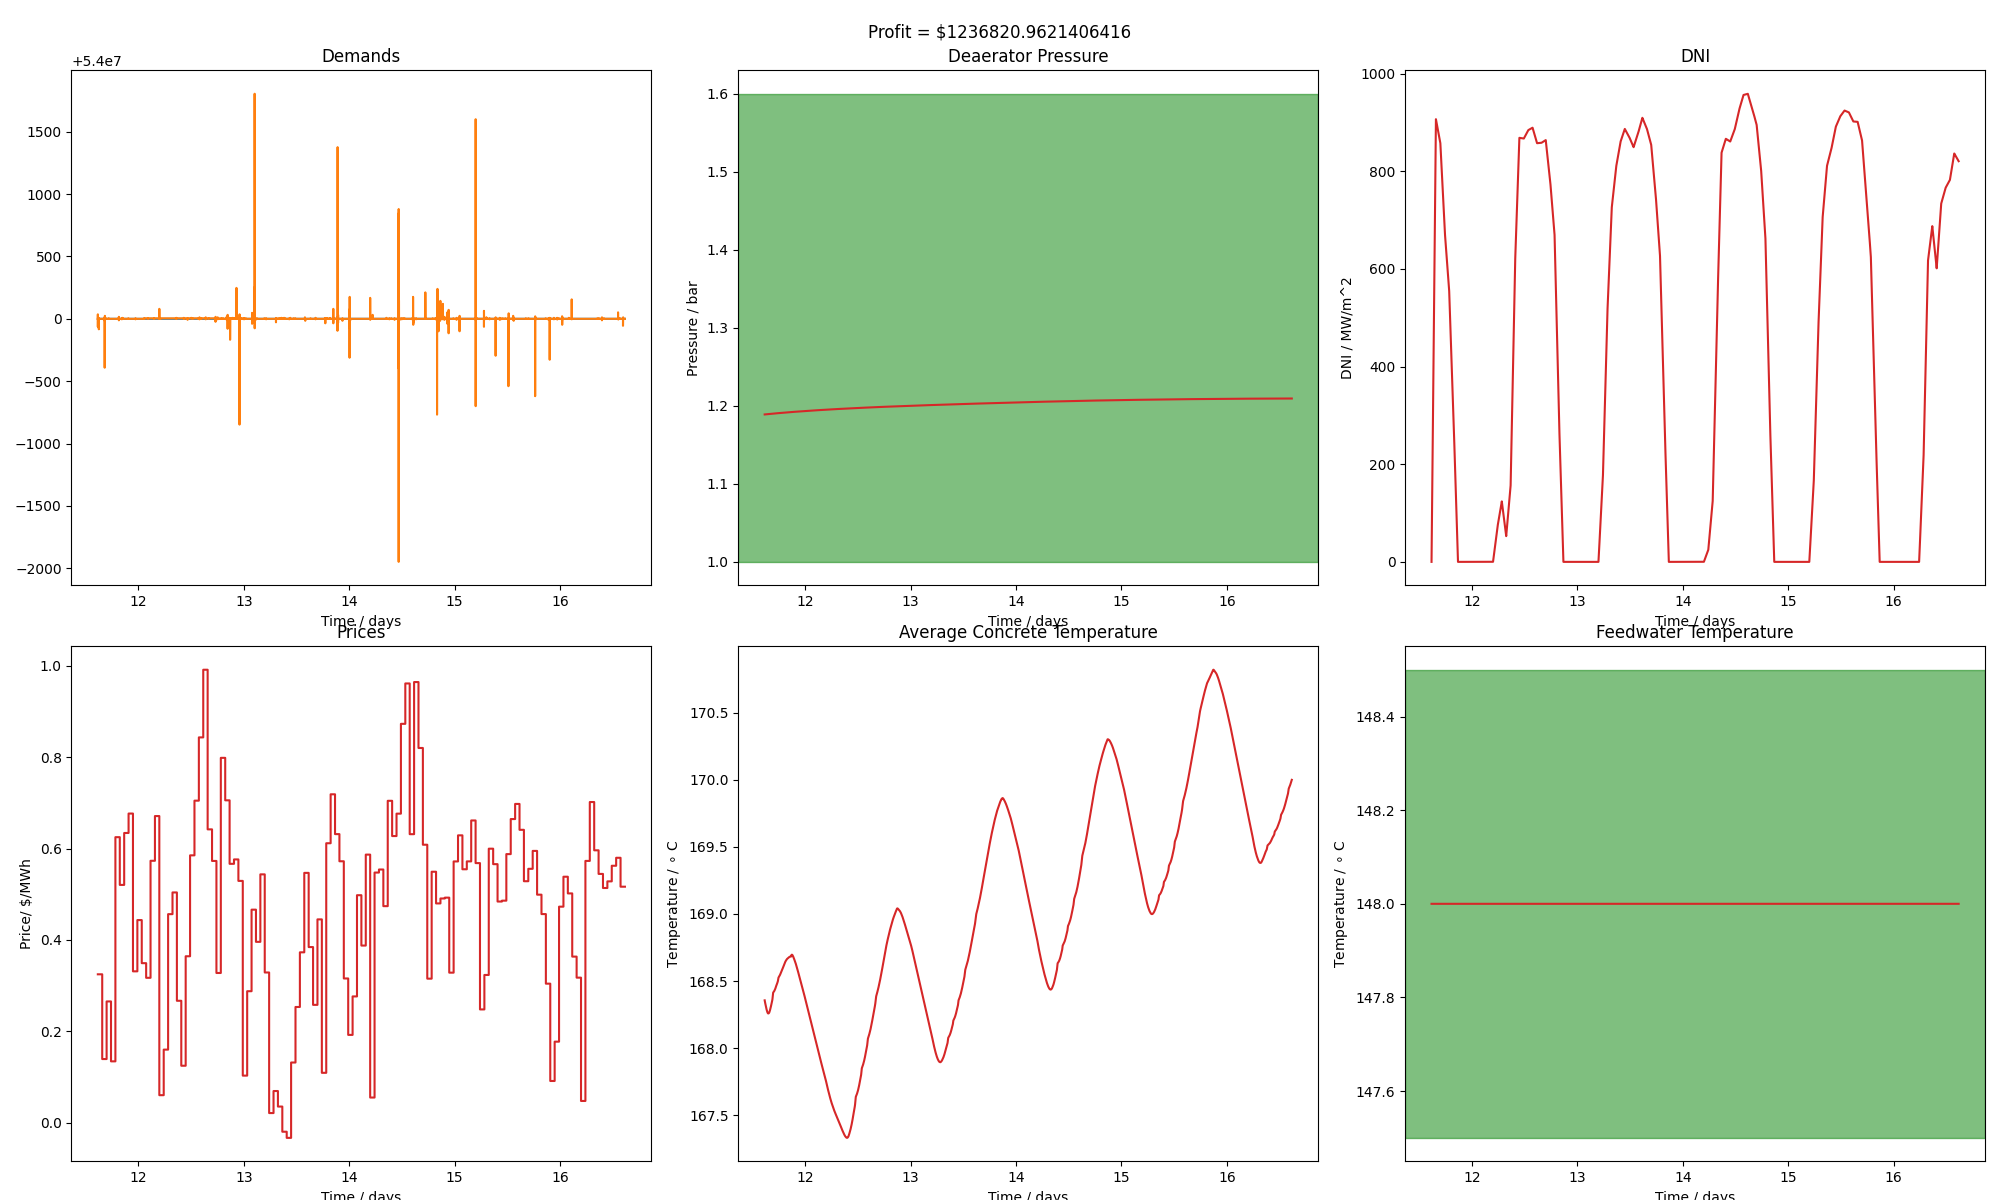 Profit = $1236820.9621406416
Demands
+5.4e7
1500
1000
500
0
−500
−1000
−1500
−2000
12 13 14 15 16
Time / days
Deaerator Pressure
Pressure / bar
1.6
1.5
1.4
1.3
1.2
1.1
1.0
12 13 14 15 16
Time / days
DNI
DNI / MW/m^2
1000
800
600
400
200
0
12 13 14 15 16
Time / days
Prices
Price/ $/MWh
1.0
0.8
0.6
0.4
0.2
0.0
12 13 14 15 16
Time / days
Average Concrete Temperature
Temperature / ∘ C
170.5
170.0
169.5
169.0
168.5
168.0
167.5
12 13 14 15 16
Time / days
Feedwater Temperature
Temperature / ∘ C
148.4
148.2
148.0
147.8
147.6
12 13 14 15 16
Time / days